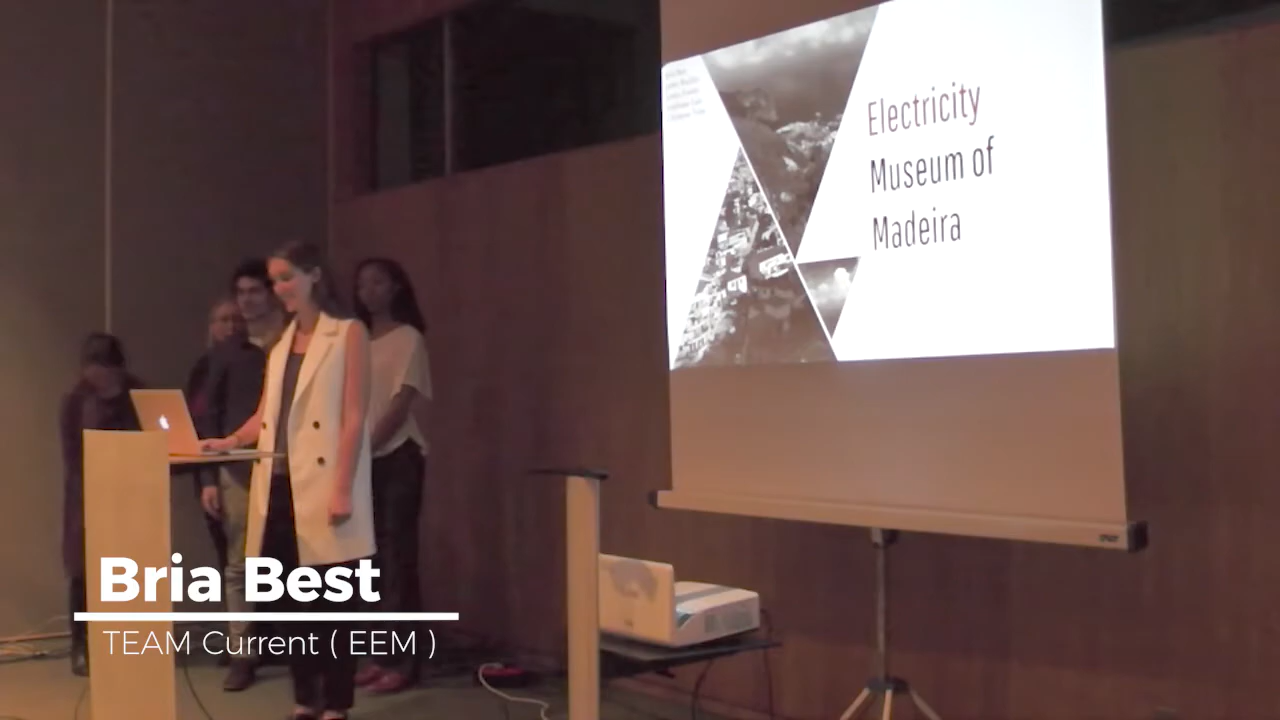 Electricity
Museum of
Madeira
Bria Best
TEAM Current ( EEM )